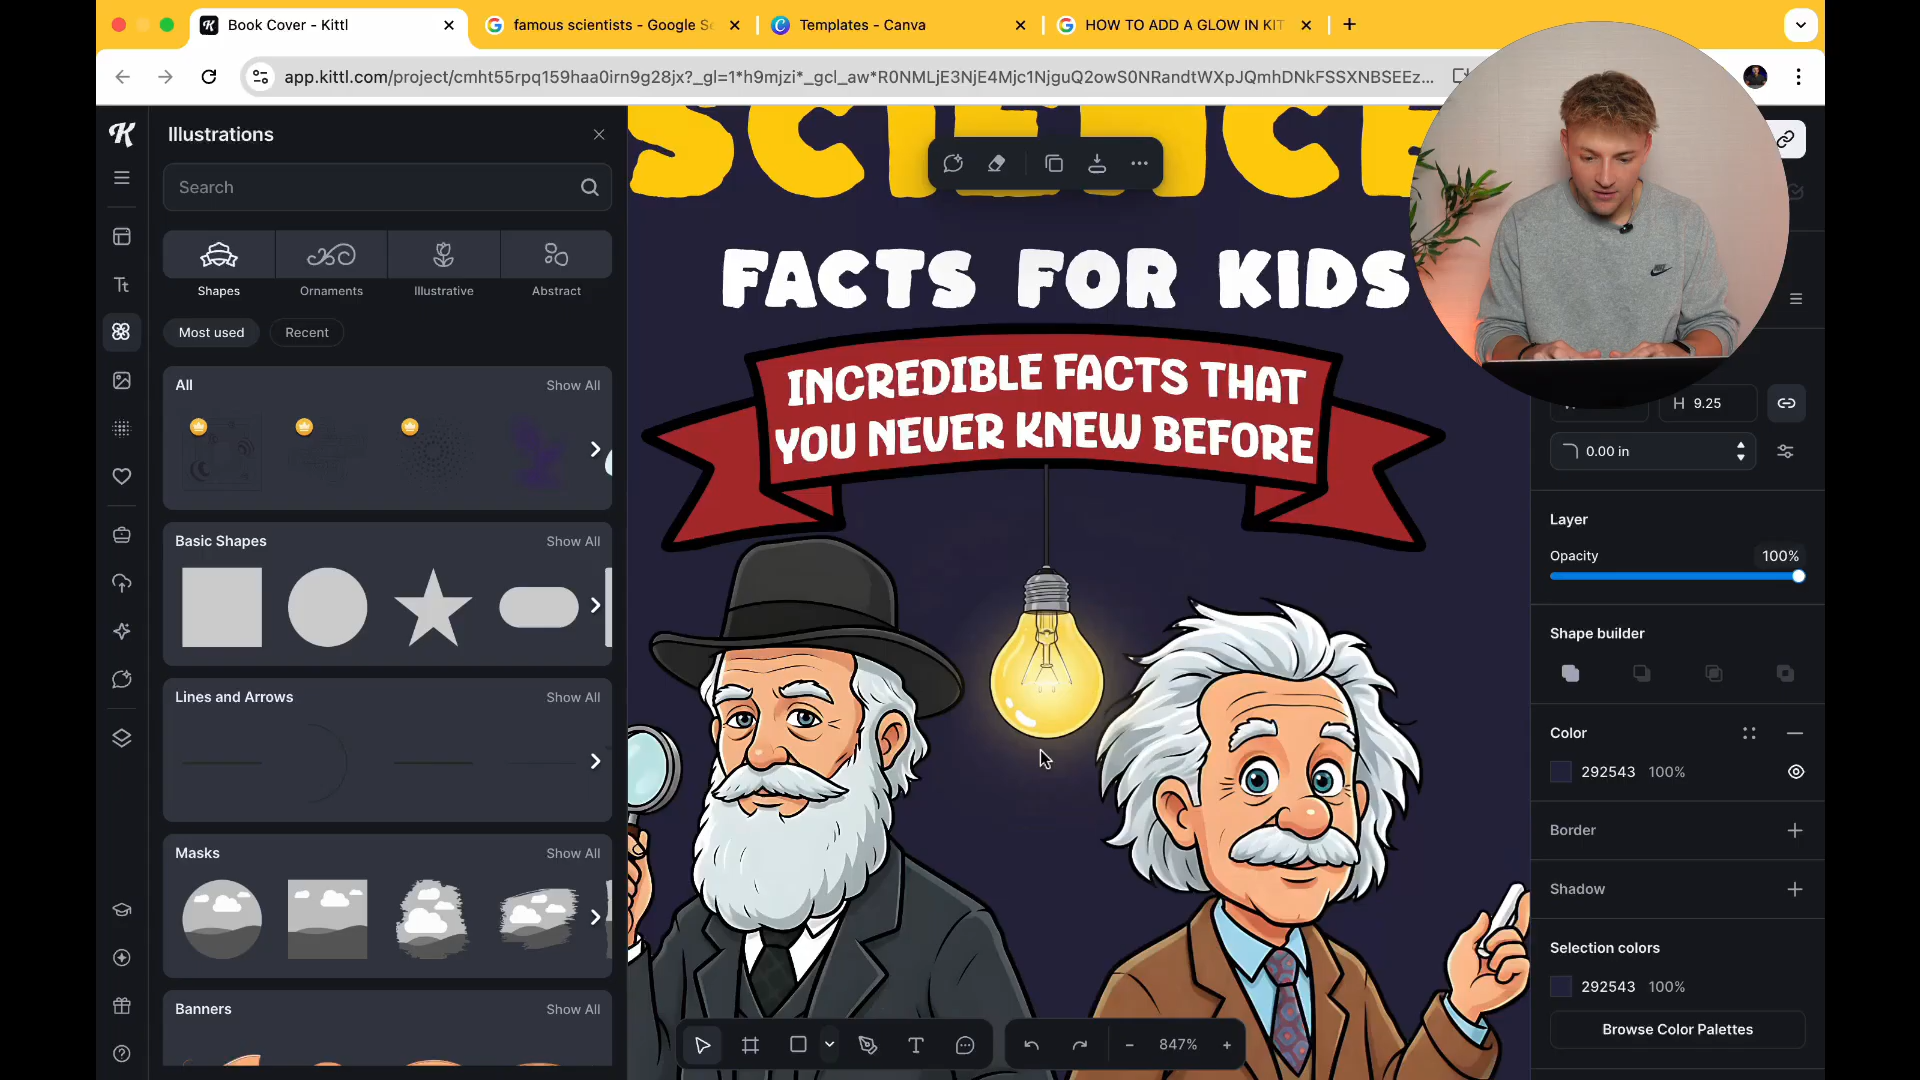 Book Cover - Kittl
famous scientists - Google Se
Templates - Canva
HOW TO ADD A GLOW IN KIT
app.kittl.com/project/cmht55rpq159haa0irn9g28jx?_gl=1*h9mjzi*_gcl_aw*R0NMLjE3NjE4Mjc1NjguQ2owS0NRandtWXpJQmhDNkFSSXNBSEEz...
Illustrations
Search
Shapes
Ornaments
Illustrative
Abstract
Most used
Recent
All
Show All
Basic Shapes
Show All
Lines and Arrows
Show All
Masks
Show All
Banners
Show All
SCIENCE
FACTS FOR KIDS
INCREDIBLE FACTS THAT
YOU NEVER KNEW BEFORE
847%
H 9.25
0.00 in
Layer
Opacity
100%
Shape builder
Color
292543 100%
Border
Shadow
Selection colors
292543 100%
Browse Color Palettes